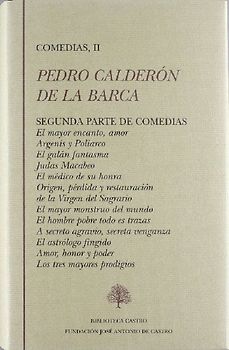 COMEDIAS, II
PEDRO CALDERÓN
DE LA BARCA
SEGUNDA PARTE DE COMEDIAS
El mayor encanto, amor
Argenis y Poliarco
El galán fantasma
Judas Macabeo
El médico de su honra
Origen, pérdida y restauración
de la Virgen del Sagrario
El mayor monstruo del mundo
El hombre pobre todo es trazas
A secreto agravio, secreta venganza
El astrólogo fingido
Amor, honor y poder
Los tres mayores prodigios
BIBLIOTECA CASTRO
FUNDACIÓN JOSÉ ANTONIO DE CASTRO